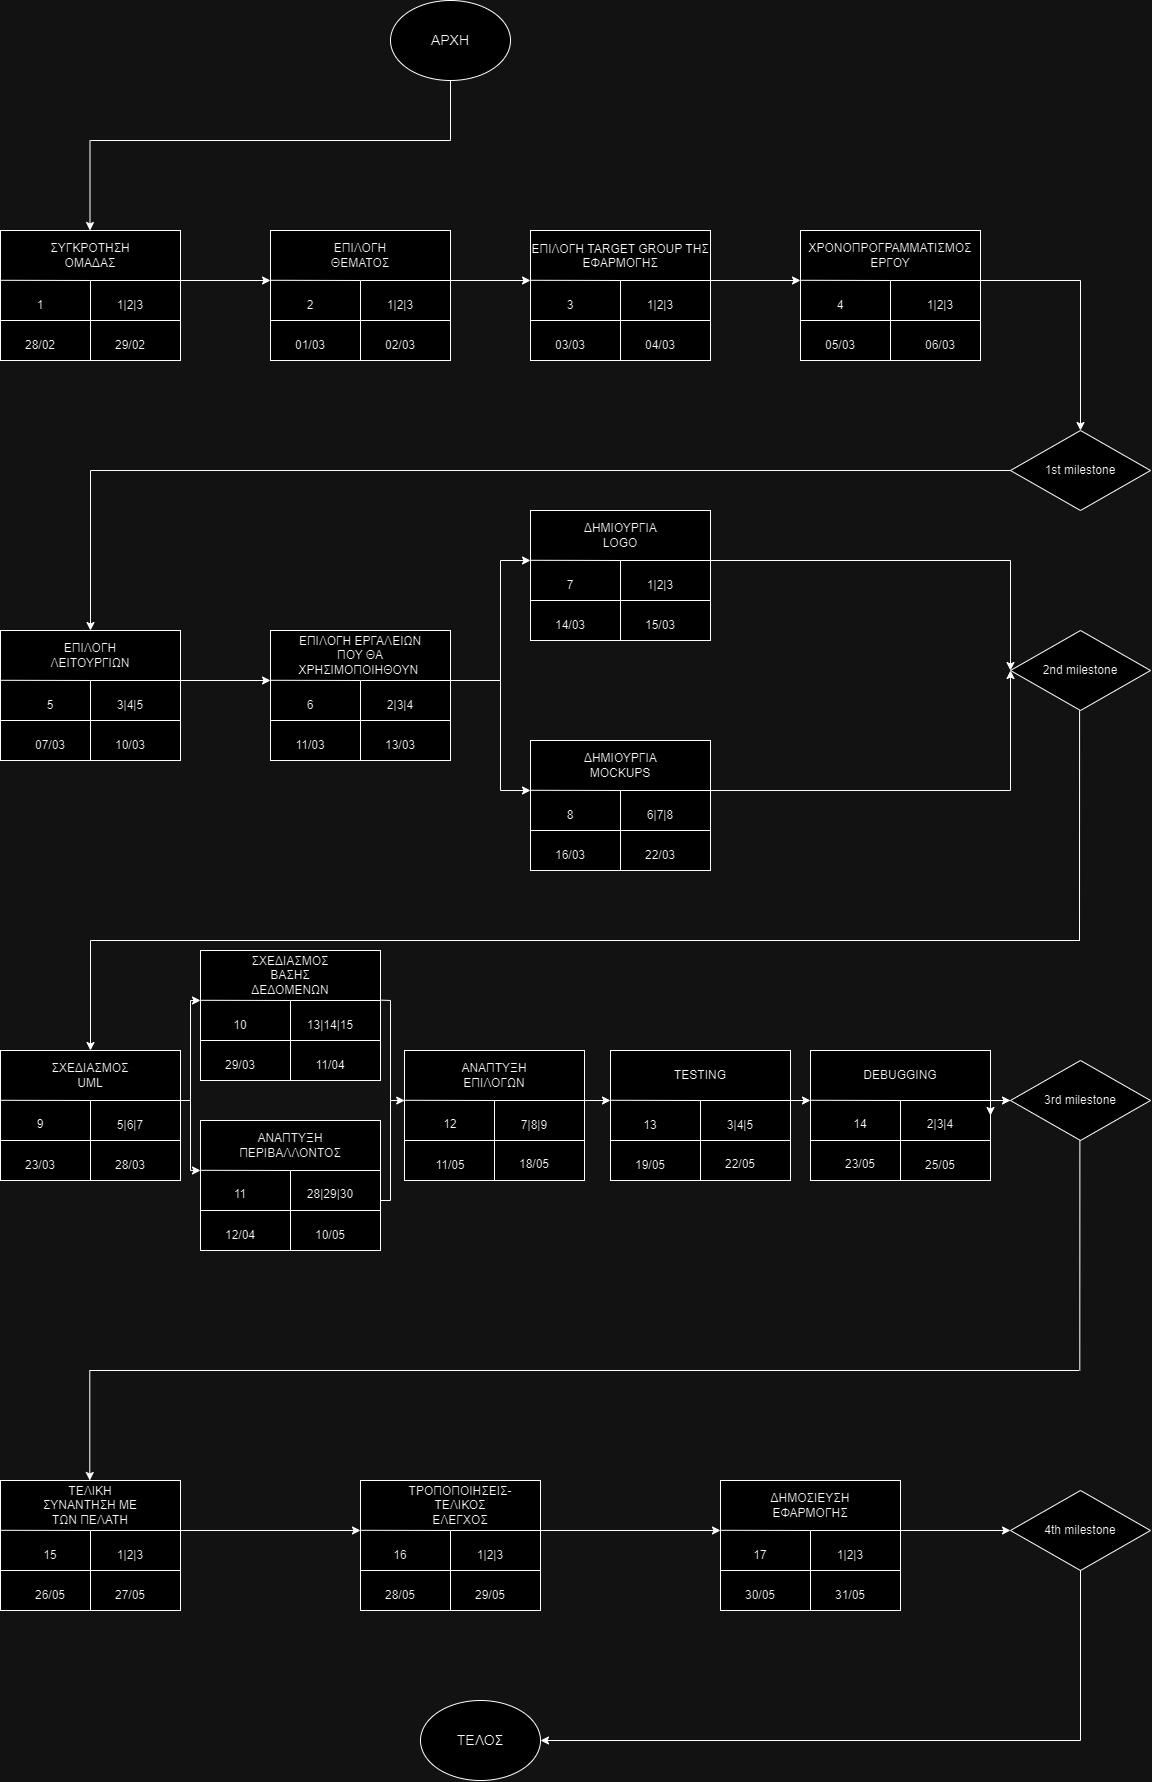 ΑΡΧΗ
ΣΥΓΚΡΟΤΗΣΗ
ΟΜΑΔΑΣ
1
1|2|3
28/02
29/02
ΕΠΙΛΟΓΗ
ΘΕΜΑΤΟΣ
2
1|2|3
01/03
02/03
ΕΠΙΛΟΓΗ TARGET GROUP ΤΗΣ
ΕΦΑΡΜΟΓΗΣ
3
1|2|3
03/03
04/03
ΧΡΟΝΟΠΡΟΓΡΑΜΜΑΤΙΣΜΟΣ
ΕΡΓΟΥ
4
1|2|3
05/03
06/03
1st milestone
ΕΠΙΛΟΓΗ
ΛΕΙΤΟΥΡΓΙΩΝ
5
3|4|5
07/03
10/03
ΕΠΙΛΟΓΗ ΕΡΓΑΛΕΙΩΝ
ΠΟΥ ΘΑ
ΧΡΗΣΙΜΟΠΟΙΗΘΟΥΝ
6
2|3|4
11/03
13/03
ΔΗΜΙΟΥΡΓΙΑ
LOGO
7
1|2|3
14/03
15/03
ΔΗΜΙΟΥΡΓΙΑ
MOCKUPS
8
6|7|8
16/03
22/03
2nd milestone
ΣΧΕΔΙΑΣΜΟΣ
UML
9
5|6|7
23/03
28/03
ΣΧΕΔΙΑΣΜΟΣ
ΒΑΣΗΣ
ΔΕΔΟΜΕΝΩΝ
10
13|14|15
29/03
11/04
ΑΝΑΠΤΥΞΗ
ΠΕΡΙΒΑΛΛΟΝΤΟΣ
11
28|29|30
12/04
10/05
ΑΝΑΠΤΥΞΗ
ΕΠΙΛΟΓΩΝ
12
7|8|9
11/05
18/05
TESTING
13
3|4|5
19/05
22/05
DEBUGGING
14
2|3|4
23/05
25/05
3rd milestone
ΤΕΛΙΚΗ
ΣΥΝΑΝΤΗΣΗ ΜΕ
ΤΩΝ ΠΕΛΑΤΗ
15
1|2|3
26/05
27/05
ΤΡΟΠΟΠΟΙΗΣΕΙΣ-
ΤΕΛΙΚΟΣ
ΕΛΕΓΧΟΣ
16
1|2|3
28/05
29/05
ΔΗΜΟΣΙΕΥΣΗ
ΕΦΑΡΜΟΓΗΣ
17
1|2|3
30/05
31/05
4th milestone
ΤΕΛΟΣ